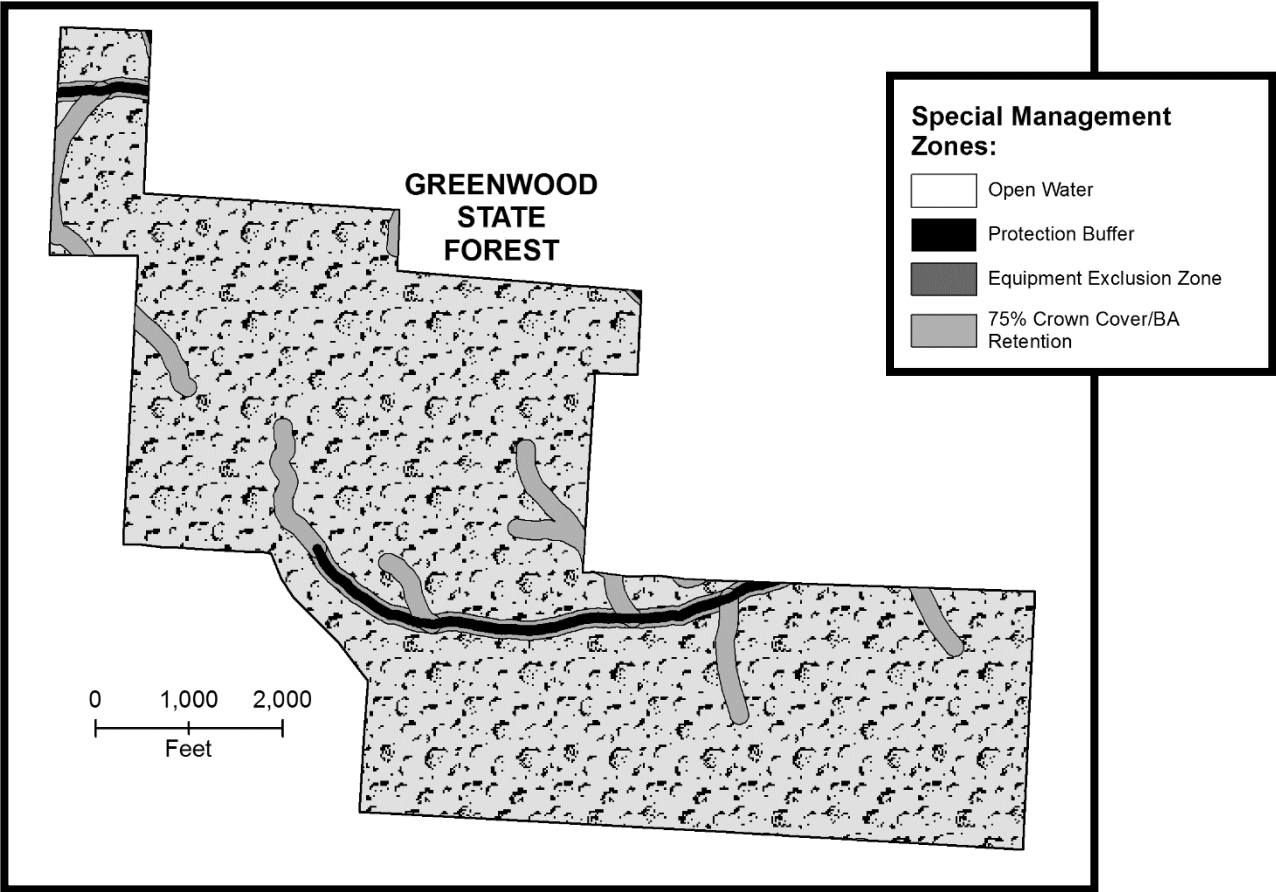 GREENWOOD
STATE
FOREST
Special Management
Zones:
Open Water
Protection Buffer
Equipment Exclusion Zone
75% Crown Cover/BA
Retention
0 1,000 2,000
Feet